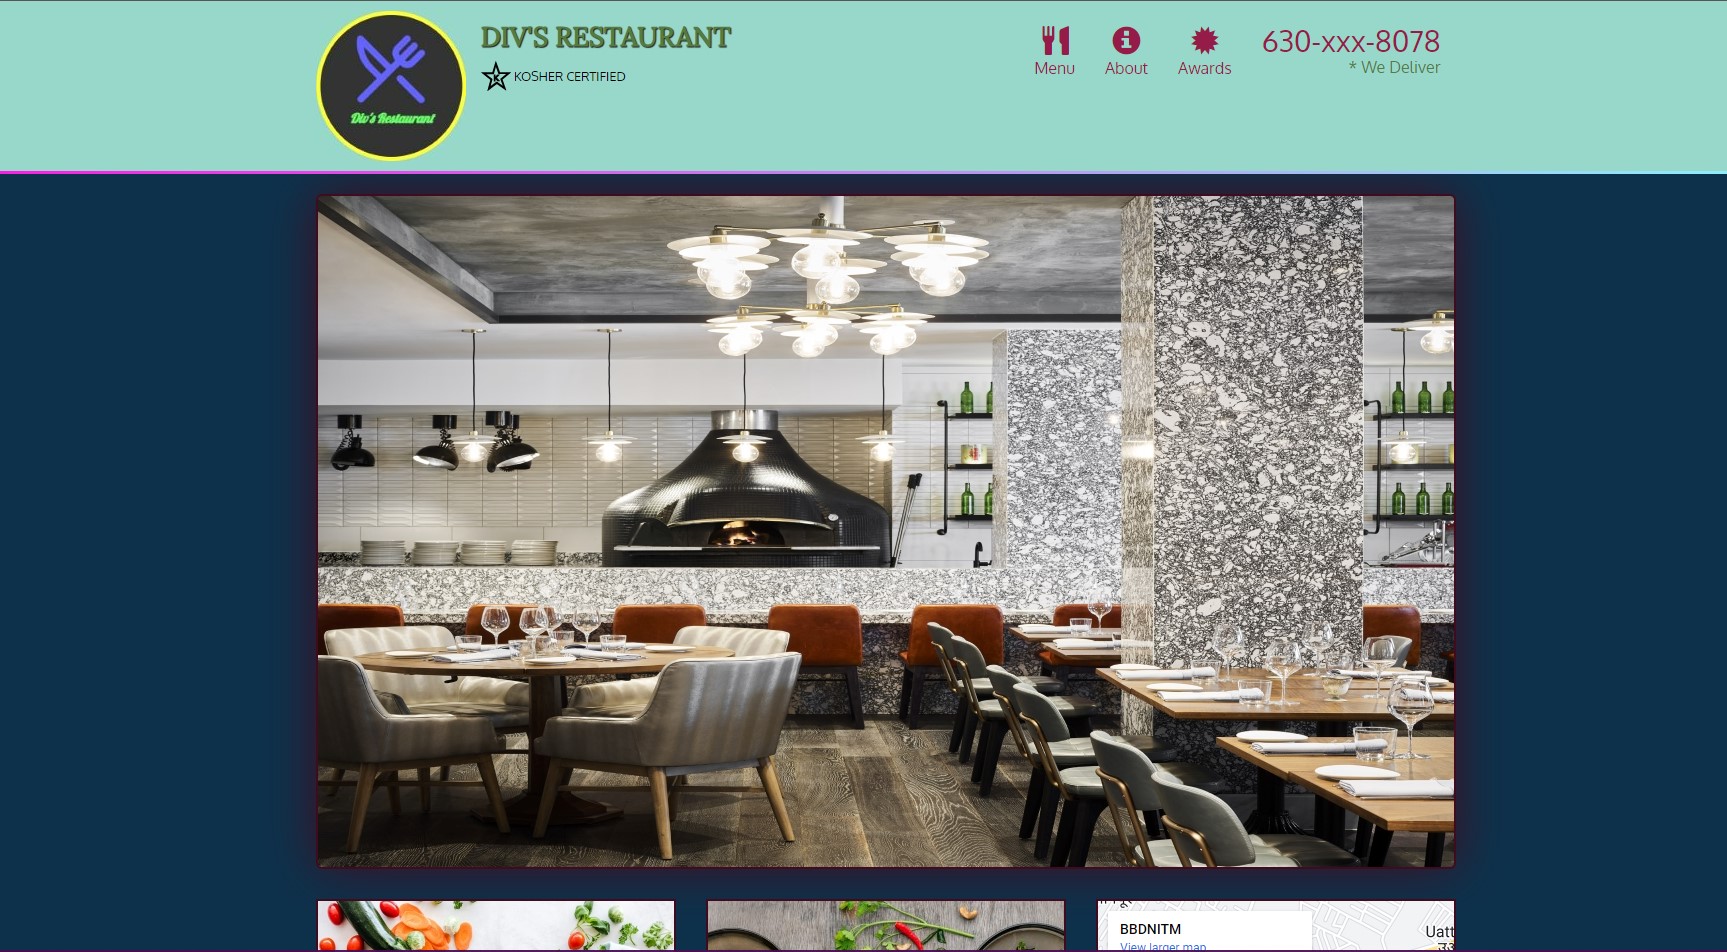 Div's Restaurant
DIV'S RESTAURANT
K KOSHER CERTIFIED
Menu
About
Awards
630-xxx-8078
* We Deliver
BBDNITM
View larger map
Uatt